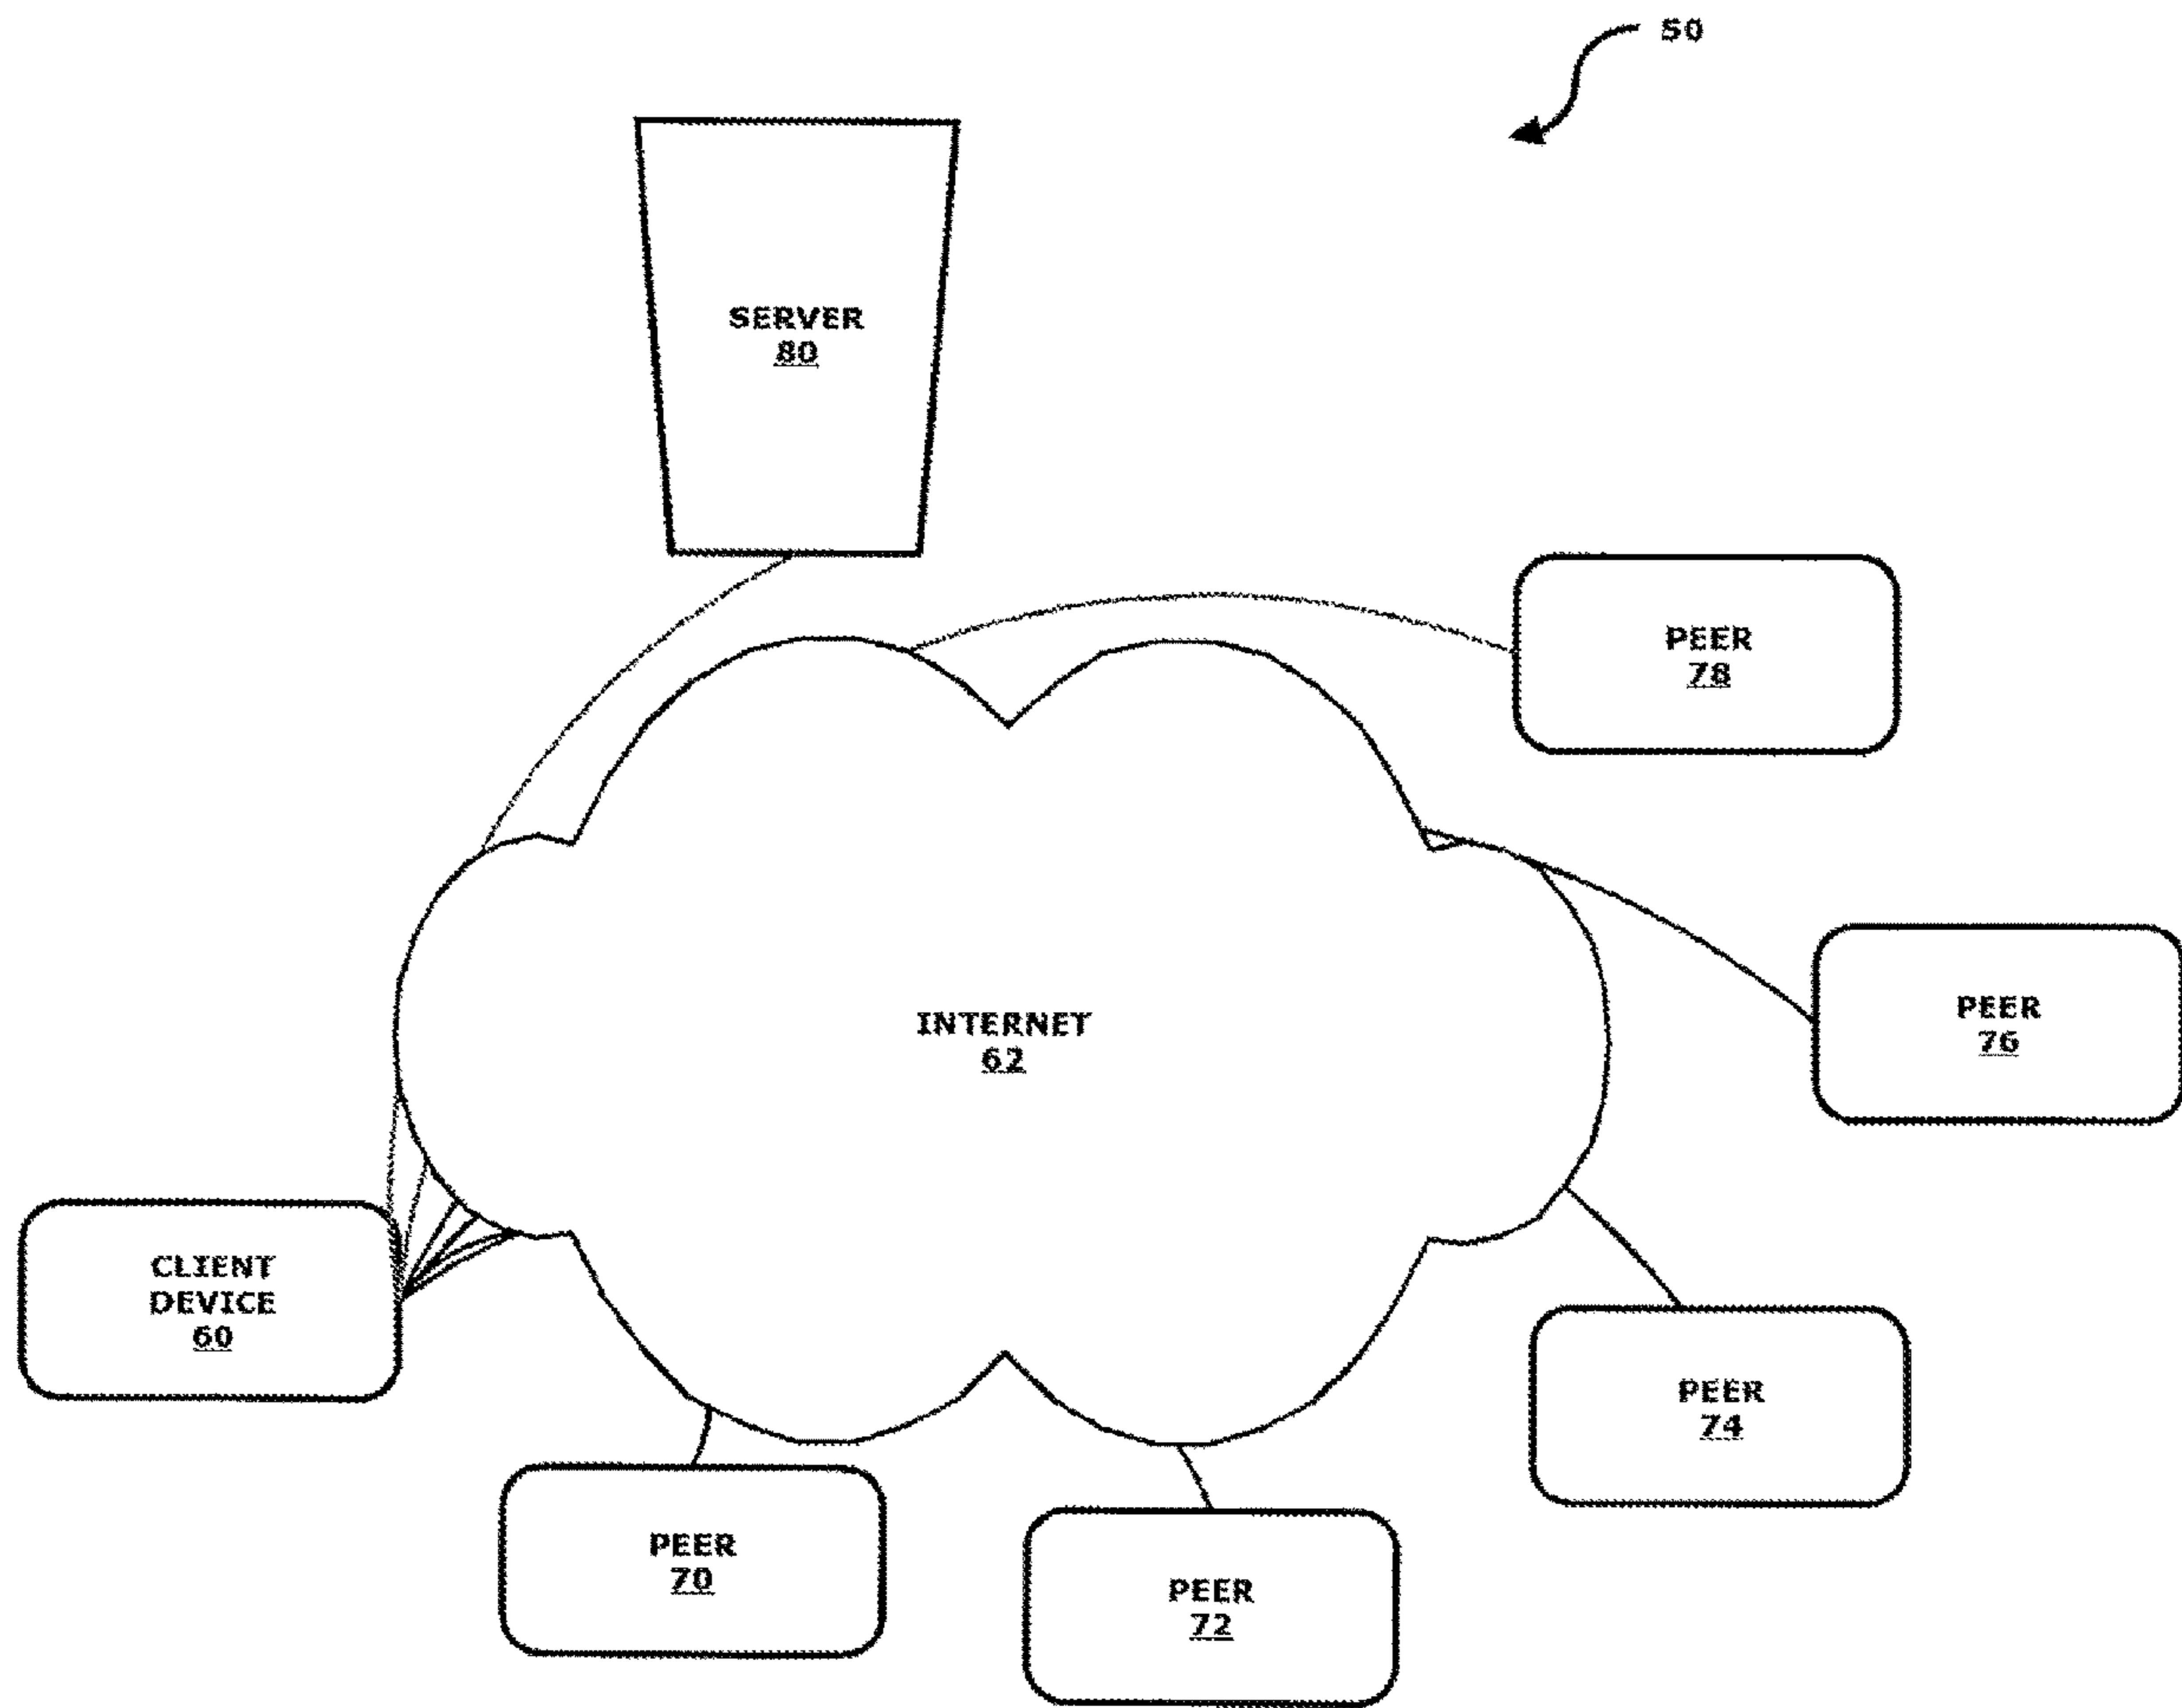 50
SERVER
80
PEER
78
INTERNET
62
PEER
76
CLIENT
DEVICE
60
PEER
74
PEER
70
PEER
72